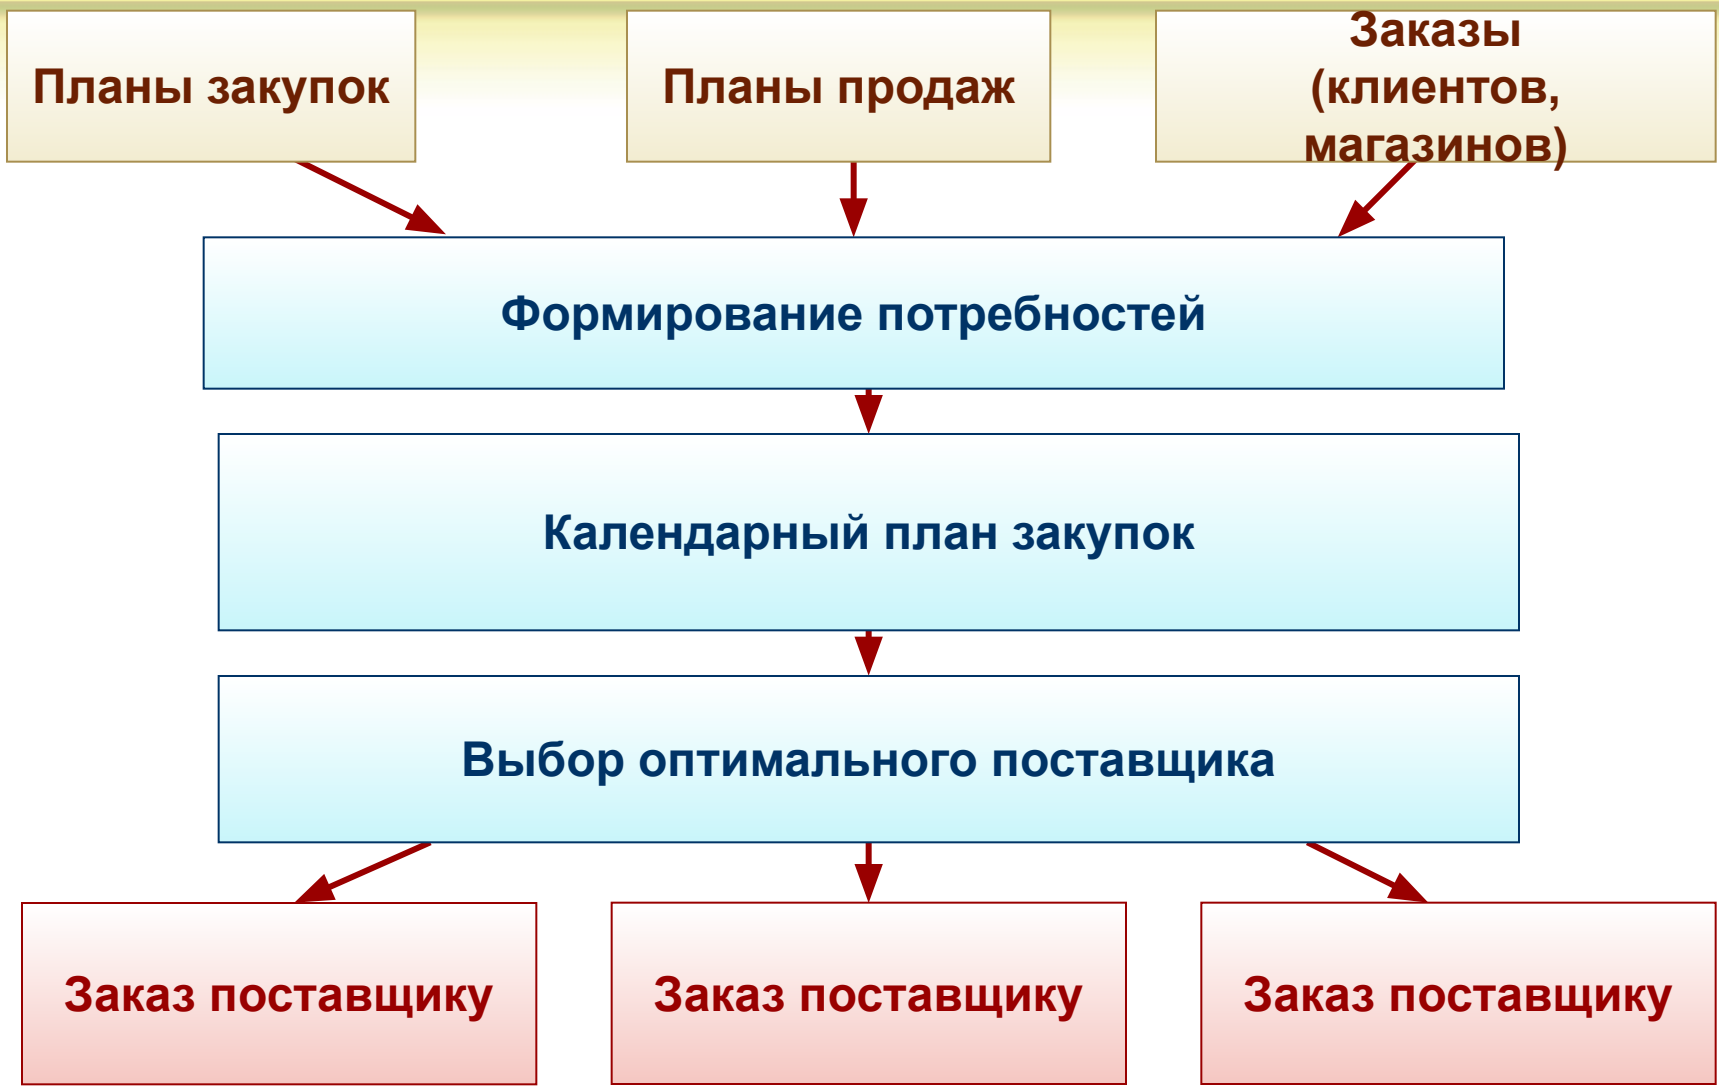 Планы закупок
Планы продаж
Заказы
(клиентов,
магазинов)
Формирование потребностей
Календарный план закупок
Выбор оптимального поставщика
Заказ поставщику
Заказ поставщику
Заказ поставщику